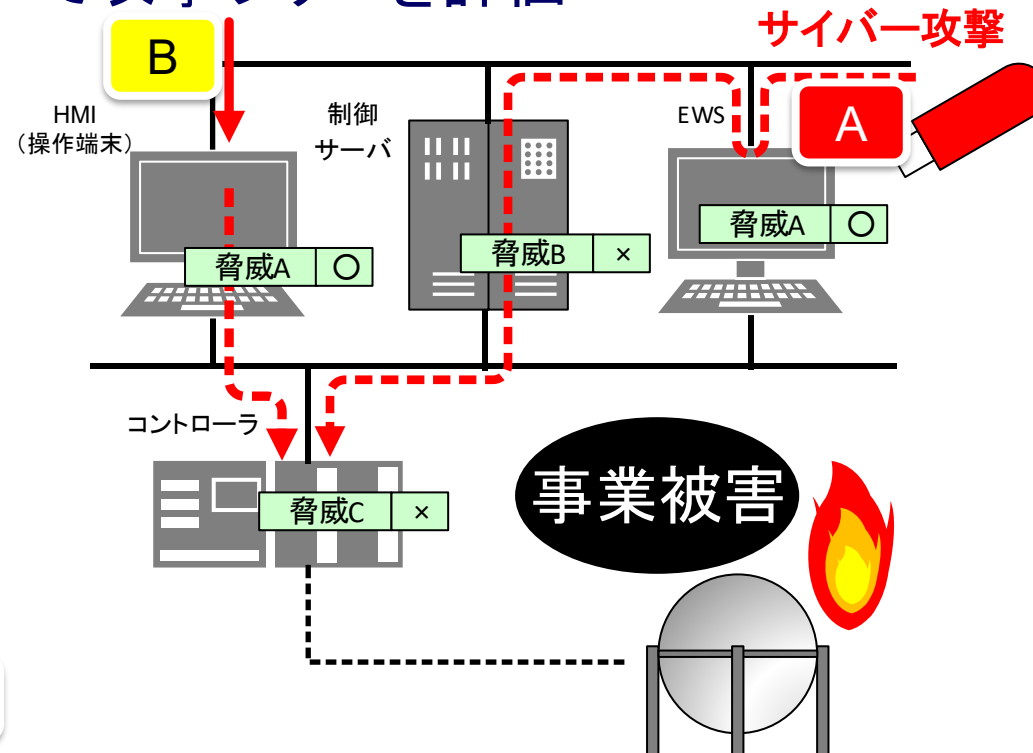 サイバー攻撃
B
A
HMI
（操作端末）
制御
サーバ
EWS
脅威A 〇
脅威B ×
脅威A 〇
コントローラ
脅威C ×
事業被害